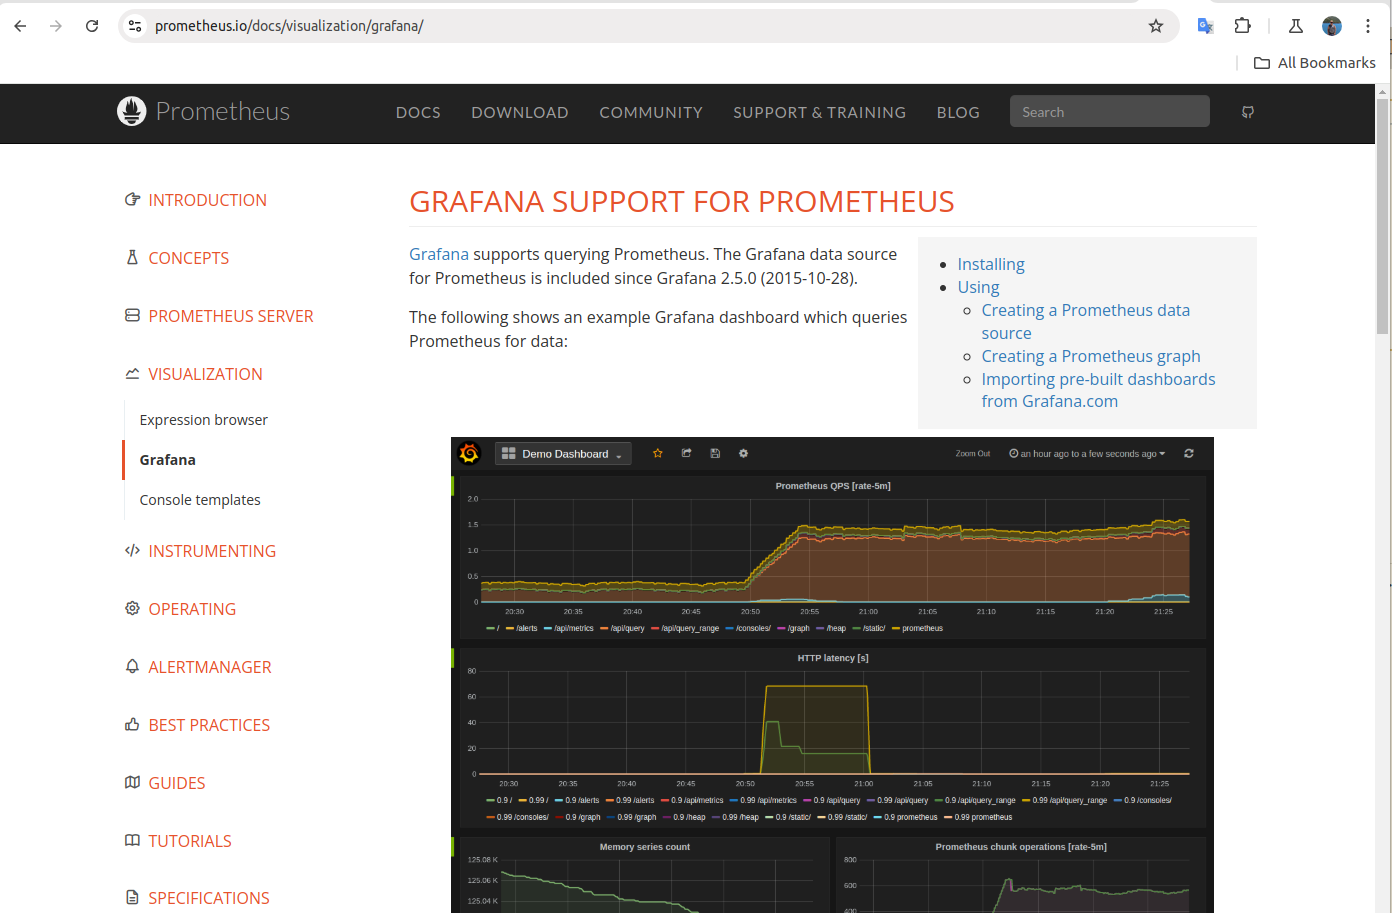 prometheus.io/docs/visualization/grafana/
All Bookmarks
Prometheus
DOCS DOWNLOAD COMMUNITY SUPPORT & TRAINING BLOG Search
INTRODUCTION
CONCEPTS
PROMETHEUS SERVER
VISUALIZATION
Expression browser
Grafana
Console templates
INSTRUMENTING
OPERATING
ALERTMANAGER
BEST PRACTICES
GUIDES
TUTORIALS
SPECIFICATIONS
GRAFANA SUPPORT FOR PROMETHEUS
Grafana supports querying Prometheus. The Grafana data source
for Prometheus is included since Grafana 2.5.0 (2015-10-28).
The following shows an example Grafana dashboard which queries
Prometheus for data:
Installing
Using
Creating a Prometheus data
source
Creating a Prometheus graph
Importing pre-built dashboards
from Grafana.com
Demo Dashboard Zoom Out an hour ago to a few seconds ago
Prometheus QPS [rate-5m]
2.0
1.5
1.0
0.5
0
20:30 20:35 20:40 20:45 20:50 20:55 21:00 21:05 21:10 21:15 21:20 21:25
/ /alerts /api/metrics /api/query /api/query_range /consoles/ /graph /heap /static/ prometheus
HTTP latency [s]
80
60
40
20
0
20:30 20:35 20:40 20:45 20:50 20:55 21:00 21:05 21:10 21:15 21:20 21:25
0.9 / 0.99 / 0.9 /alerts 0.99 /alerts 0.9 /api/metrics 0.99 /api/metrics 0.9 /api/query 0.99 /api/query 0.9 /api/query_range 0.99 /api/query_range 0.9 /consoles/
0.99 /consoles/ 0.9 /graph 0.99 /graph 0.9 /heap 0.99 /heap 0.9 /static/ 0.99 /static/ 0.9 prometheus 0.99 prometheus
Memory series count
125.08 K
125.06 K
125.04 K
Prometheus chunk operations [rate-5m]
800
600
400